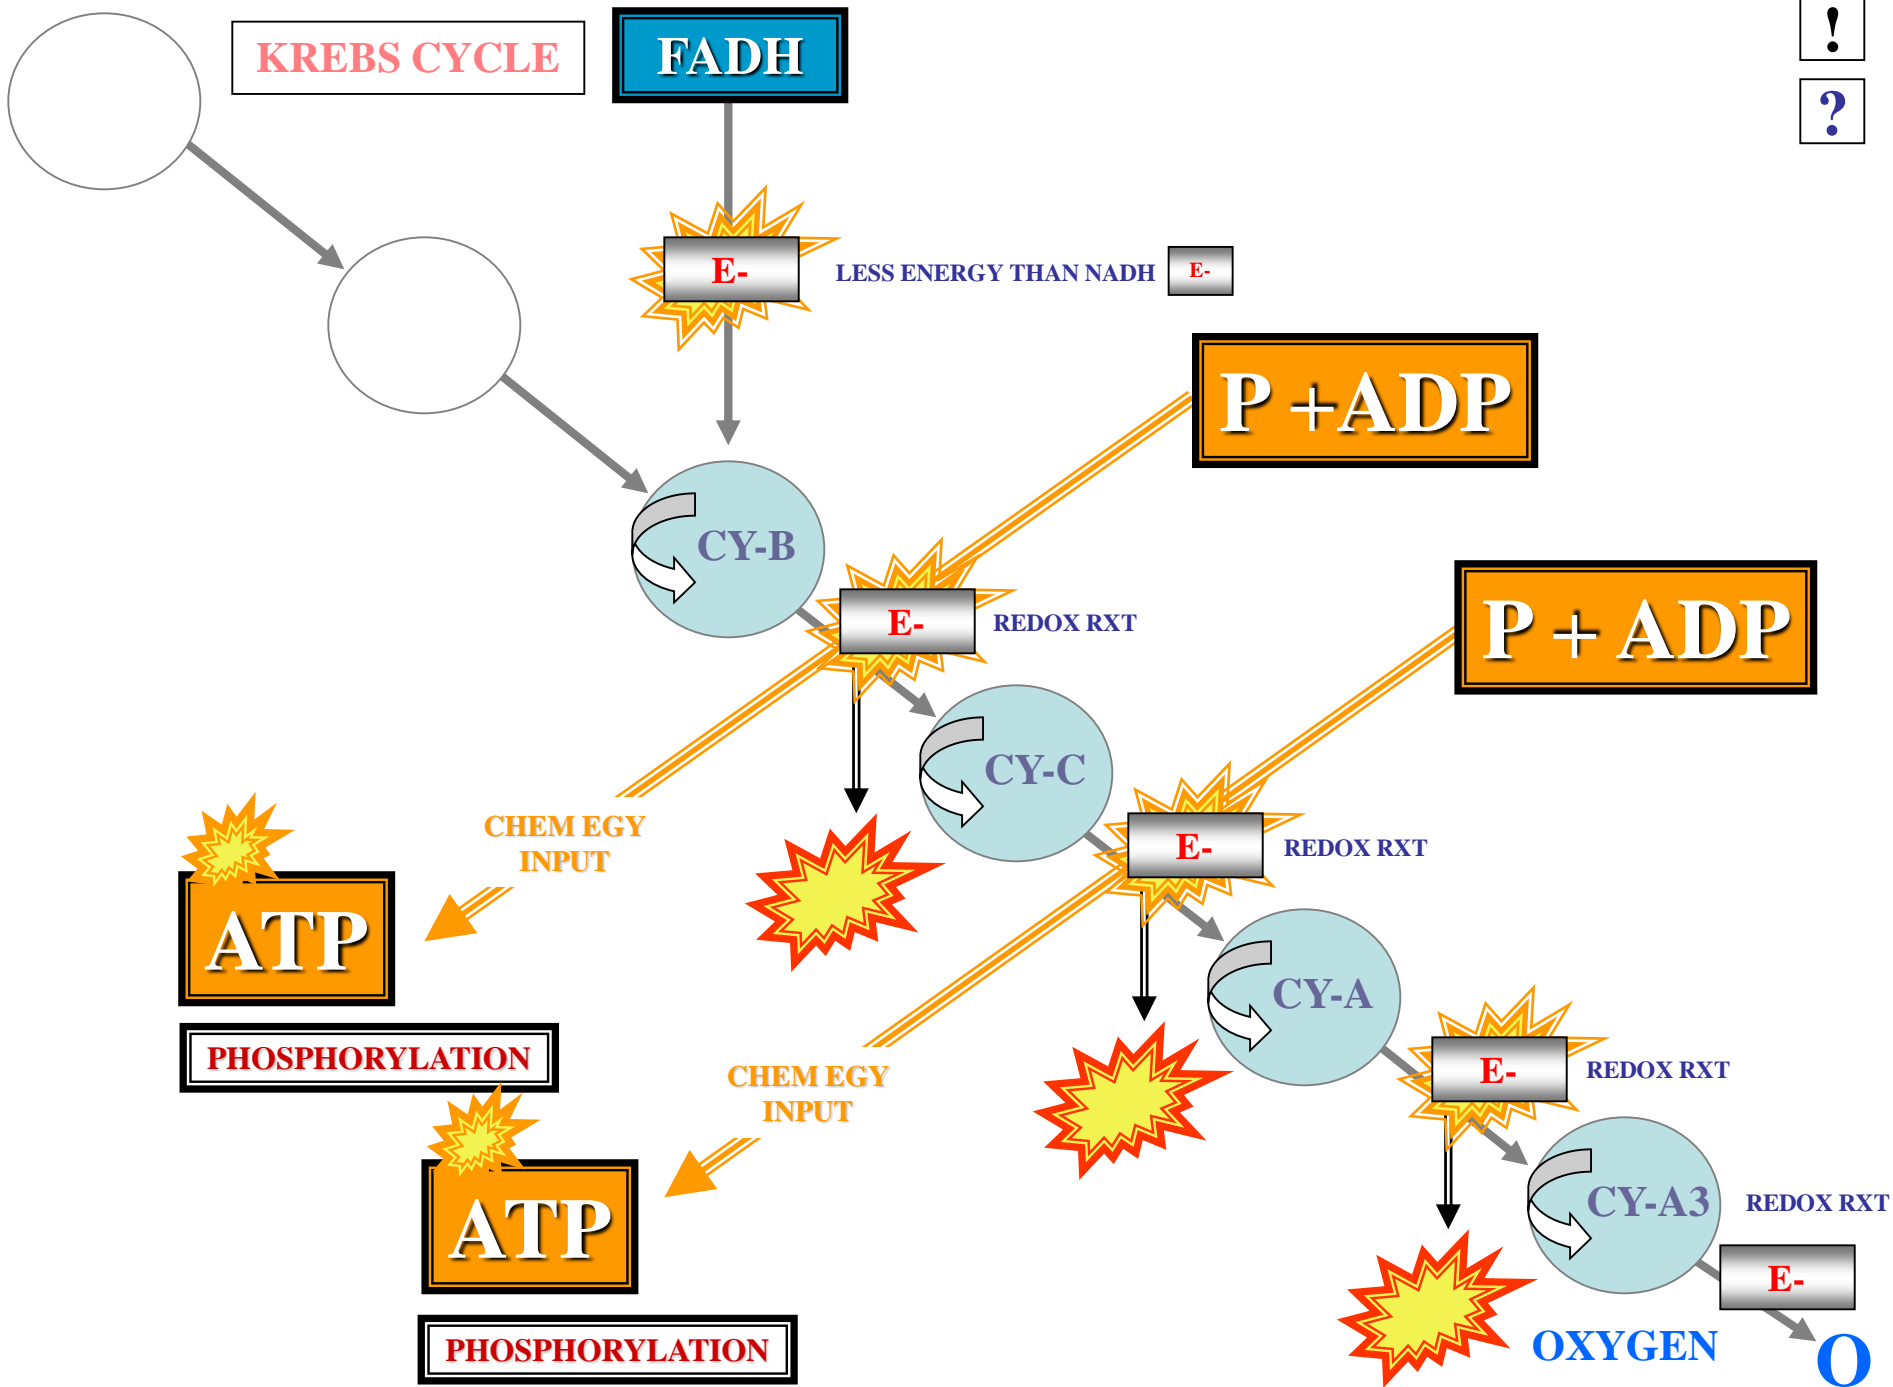 !
KREBS CYCLE
FADH
?
E-
LESS ENERGY THAN NADH
E-
P +ADP
CY-B
E-
REDOX RXT
P + ADP
CY-C
CHEM EGY
INPUT
E-
REDOX RXT
ATP
CY-A
PHOSPHORYLATION
CHEM EGY
INPUT
E-
REDOX RXT
ATP
CY-A3
REDOX RXT
E-
PHOSPHORYLATION
OXYGEN
O